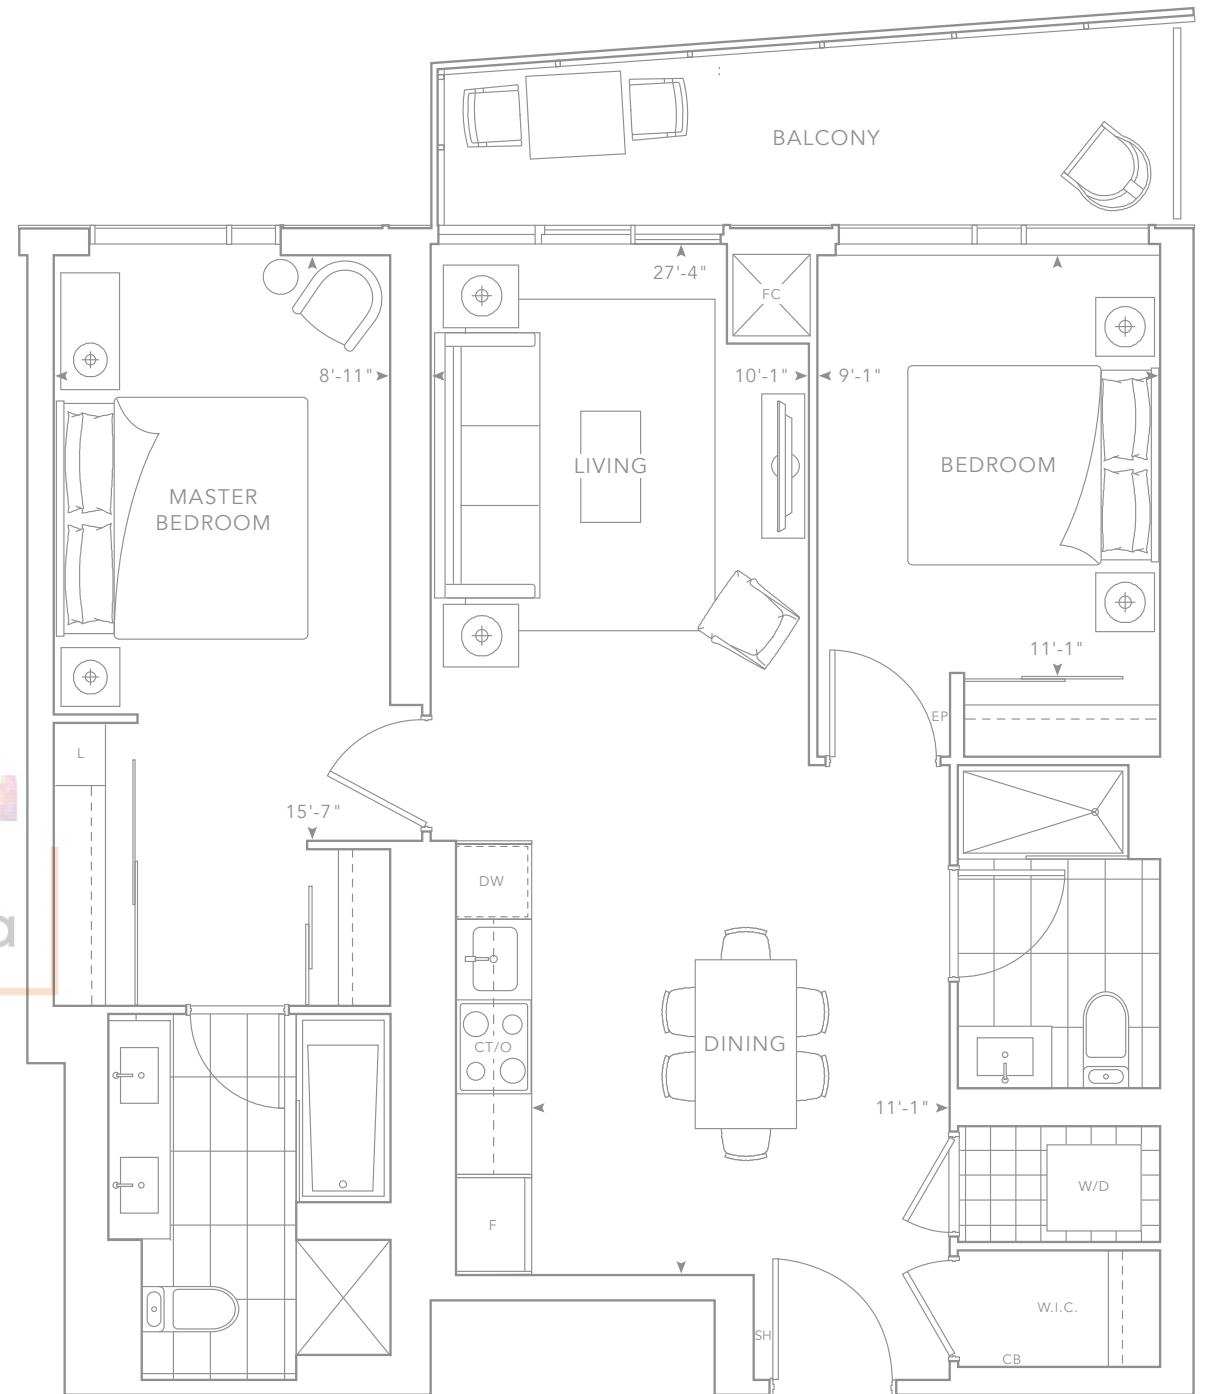 BALCONY
27'-4"
FC
8'-11"
10'-1"
9'-1"
LIVING
BEDROOM
MASTER
BEDROOM
11'-1"
EP
L
15'-7"
DW
a
DINING
CT/O
11'-1"
W/D
F
W.I.C.
SH
CB